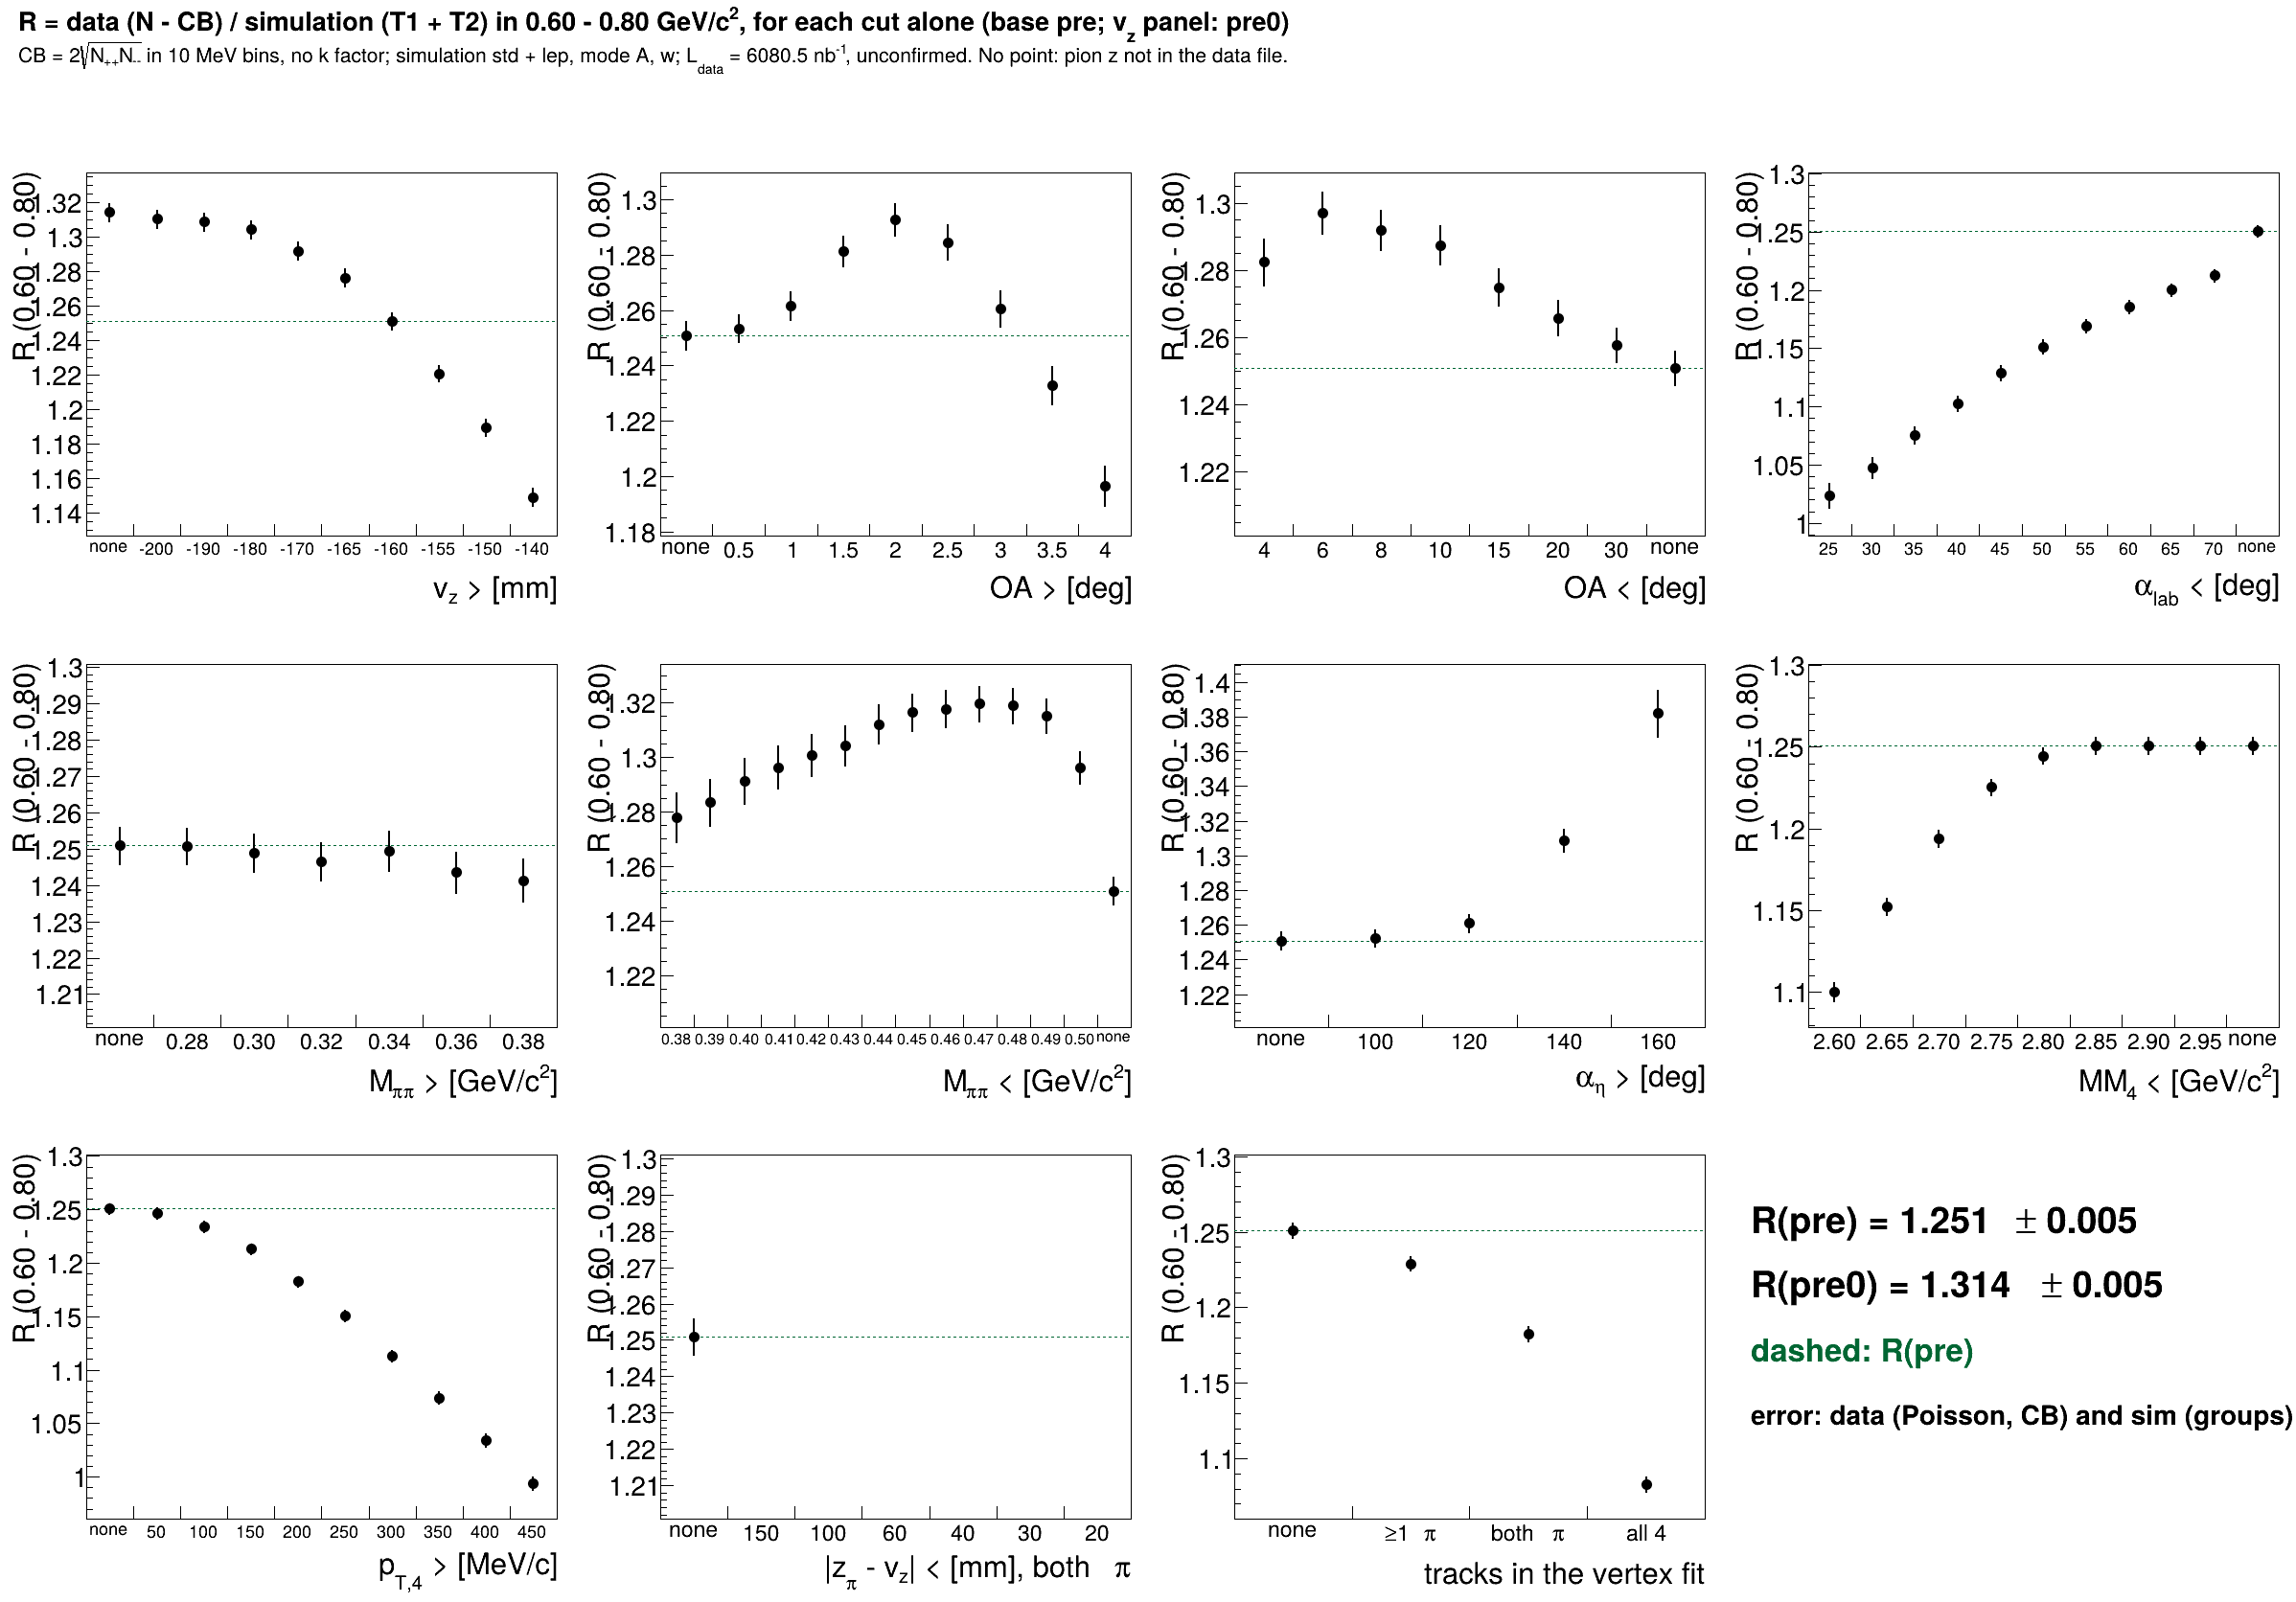 R = data (N - CB) / simulation (T1 + T2) in 0.60 - 0.80 GeV/c², for each cut alone (base pre; v_z panel: pre0)
CB = 2√N₊₊N₋₋ in 10 MeV bins, no k factor; simulation std + lep, mode A, w; L_data = 6080.5 nb⁻¹, unconfirmed. No point: pion z not in the data file.
R (0.60 - 0.80)
1.32
1.3
1.28
1.26
1.24
1.22
1.2
1.18
1.16
1.14
none -200 -190 -180 -170 -165 -160 -155 -150 -140
v_z > [mm]
R (0.60 - 0.80)
1.3
1.28
1.26
1.24
1.22
1.2
1.18
none 0.5 1 1.5 2 2.5 3 3.5 4
OA > [deg]
R (0.60 - 0.80)
1.3
1.28
1.26
1.24
1.22
4 6 8 10 15 20 30 none
OA < [deg]
R (0.60 - 0.80)
1.3
1.25
1.2
1.15
1.1
1.05
1
25 30 35 40 45 50 55 60 65 70 none
α_lab < [deg]
R (0.60 - 0.80)
1.3
1.29
1.28
1.27
1.26
1.25
1.24
1.23
1.22
1.21
none 0.28 0.30 0.32 0.34 0.36 0.38
M_ππ > [GeV/c²]
R (0.60 - 0.80)
1.32
1.3
1.28
1.26
1.24
1.22
0.38 0.39 0.40 0.41 0.42 0.43 0.44 0.45 0.46 0.47 0.48 0.49 0.50 none
M_ππ < [GeV/c²]
R (0.60 - 0.80)
1.4
1.38
1.36
1.34
1.32
1.3
1.28
1.26
1.24
1.22
none 100 120 140 160
α_η > [deg]
R (0.60 - 0.80)
1.3
1.25
1.2
1.15
1.1
2.60 2.65 2.70 2.75 2.80 2.85 2.90 2.95 none
MM₄ < [GeV/c²]
R (0.60 - 0.80)
1.3
1.25
1.2
1.15
1.1
1.05
1
none 50 100 150 200 250 300 350 400 450
p_T,4 > [MeV/c]
R (0.60 - 0.80)
1.3
1.29
1.28
1.27
1.26
1.25
1.24
1.23
1.22
1.21
none 150 100 60 40 30 20
|z_π - v_z| < [mm], both π
R (0.60 - 0.80)
1.3
1.25
1.2
1.15
1.1
none ≥1 π both π all 4
tracks in the vertex fit
R(pre) = 1.251 ± 0.005
R(pre0) = 1.314 ± 0.005
dashed: R(pre)
error: data (Poisson, CB) and sim (groups)